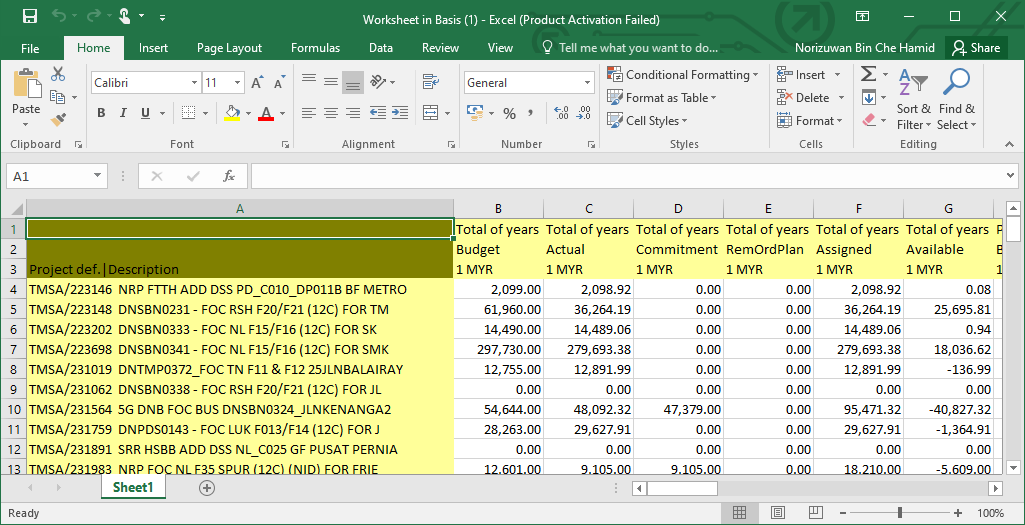 Worksheet in Basis (1) - Excel (Product Activation Failed)
File Home Insert Page Layout Formulas Data Review View Tell me what you want to do... Norizuwan Bin Che Hamid Share
Paste Calibri 11 General Conditional Formatting Insert Σ
B I U A % , Format as Table Delete Sort & Filter Find & Select
Cell Styles Format
Clipboard Font Alignment Number Styles Cells Editing
A1 fx
A B C D E F G
1 Total of years Total of years Total of years Total of years Total of years Total of years P
2 Budget Actual Commitment RemOrdPlan Assigned Available B
3 Project def.|Description 1 MYR 1 MYR 1 MYR 1 MYR 1 MYR 1 MYR 1
4 TMSA/223146 NRP FTTH ADD DSS PD_C010_DP011B BF METRO 2,099.00 2,098.92 0.00 0.00 2,098.92 0.08
5 TMSA/223148 DNSBN0231 - FOC RSH F20/F21 (12C) FOR TM 61,960.00 36,264.19 0.00 0.00 36,264.19 25,695.81
6 TMSA/223202 DNSBN0333 - FOC NL F15/F16 (12C) FOR SK 14,490.00 14,489.06 0.00 0.00 14,489.06 0.94
7 TMSA/223698 DNSBN0341 - FOC NL F15/F16 (12C) FOR SMK 297,730.00 279,693.38 0.00 0.00 279,693.38 18,036.62
8 TMSA/231019 DNTMP0372_FOC TN F11 & F12 25JLNBALAIRAY 12,755.00 12,891.99 0.00 0.00 12,891.99 -136.99
9 TMSA/231062 DNSBN0338 - FOC RSH F20/F21 (12C) FOR JL 0.00 0.00 0.00 0.00 0.00 0.00
10 TMSA/231564 5G DNB FOC BUS DNSBN0324_JLNKENANGA2 54,644.00 48,092.32 47,379.00 0.00 95,471.32 -40,827.32
11 TMSA/231759 DNPDS0143 - FOC LUK F013/F14 (12C) FOR J 28,263.00 29,627.91 0.00 0.00 29,627.91 -1,364.91
12 TMSA/231891 SRR HSBB ADD DSS NL_C025 GF PUSAT PERNIA 0.00 0.00 0.00 0.00 0.00 0.00
13 TMSA/231983 NRP FOC NL F35 SPUR (12C) (NID) FOR FRIE 12,601.00 9,105.00 9,105.00 0.00 18,210.00 -5,609.00
Sheet1
Ready 100%